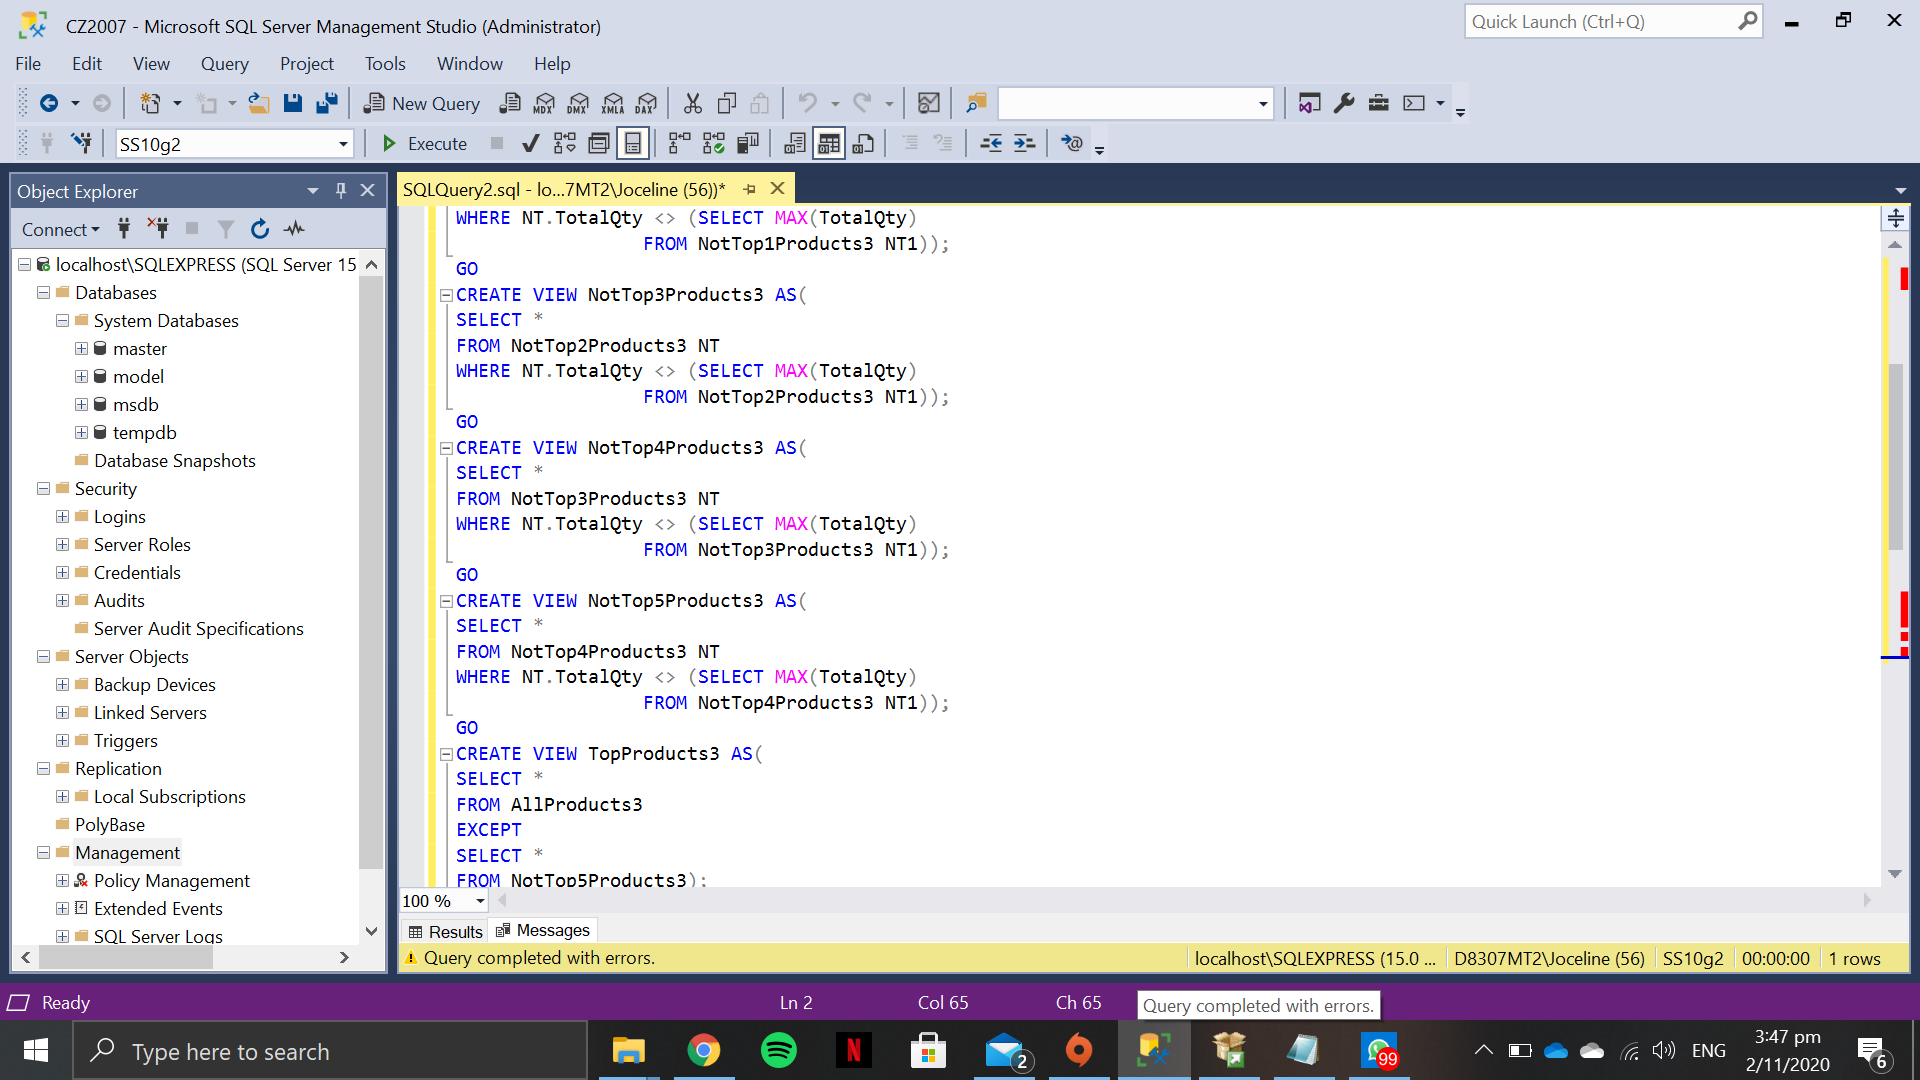 CZ2007 - Microsoft SQL Server Management Studio (Administrator)
Quick Launch (Ctrl+Q)
File Edit View Query Project Tools Window Help
New Query
MDX DMX XMLA DAX
SS10g2
Execute
Object Explorer
SQLQuery2.sql - lo...7MT2\Joceline (56))*
Connect
localhost\SQLEXPRESS (SQL Server 15
Databases
System Databases
master
model
msdb
tempdb
Database Snapshots
Security
Logins
Server Roles
Credentials
Audits
Server Audit Specifications
Server Objects
Backup Devices
Linked Servers
Triggers
Replication
Local Subscriptions
PolyBase
Management
Policy Management
Extended Events
SQL Server Logs
WHERE NT.TotalQty <> (SELECT MAX(TotalQty)
FROM NotTop1Products3 NT1));
GO
CREATE VIEW NotTop3Products3 AS(
SELECT *
FROM NotTop2Products3 NT
WHERE NT.TotalQty <> (SELECT MAX(TotalQty)
FROM NotTop2Products3 NT1));
GO
CREATE VIEW NotTop4Products3 AS(
SELECT *
FROM NotTop3Products3 NT
WHERE NT.TotalQty <> (SELECT MAX(TotalQty)
FROM NotTop3Products3 NT1));
GO
CREATE VIEW NotTop5Products3 AS(
SELECT *
FROM NotTop4Products3 NT
WHERE NT.TotalQty <> (SELECT MAX(TotalQty)
FROM NotTop4Products3 NT1));
GO
CREATE VIEW TopProducts3 AS(
SELECT *
FROM AllProducts3
EXCEPT
SELECT *
FROM NotTop5Products3);
100 %
Results Messages
Query completed with errors.
localhost\SQLEXPRESS (15.0 ... D8307MT2\Joceline (56) SS10g2 00:00:00 1 rows
Ready
Ln 2 Col 65 Ch 65
Query completed with errors.
Type here to search
N
2
99
ENG
3:47 pm
2/11/2020
6